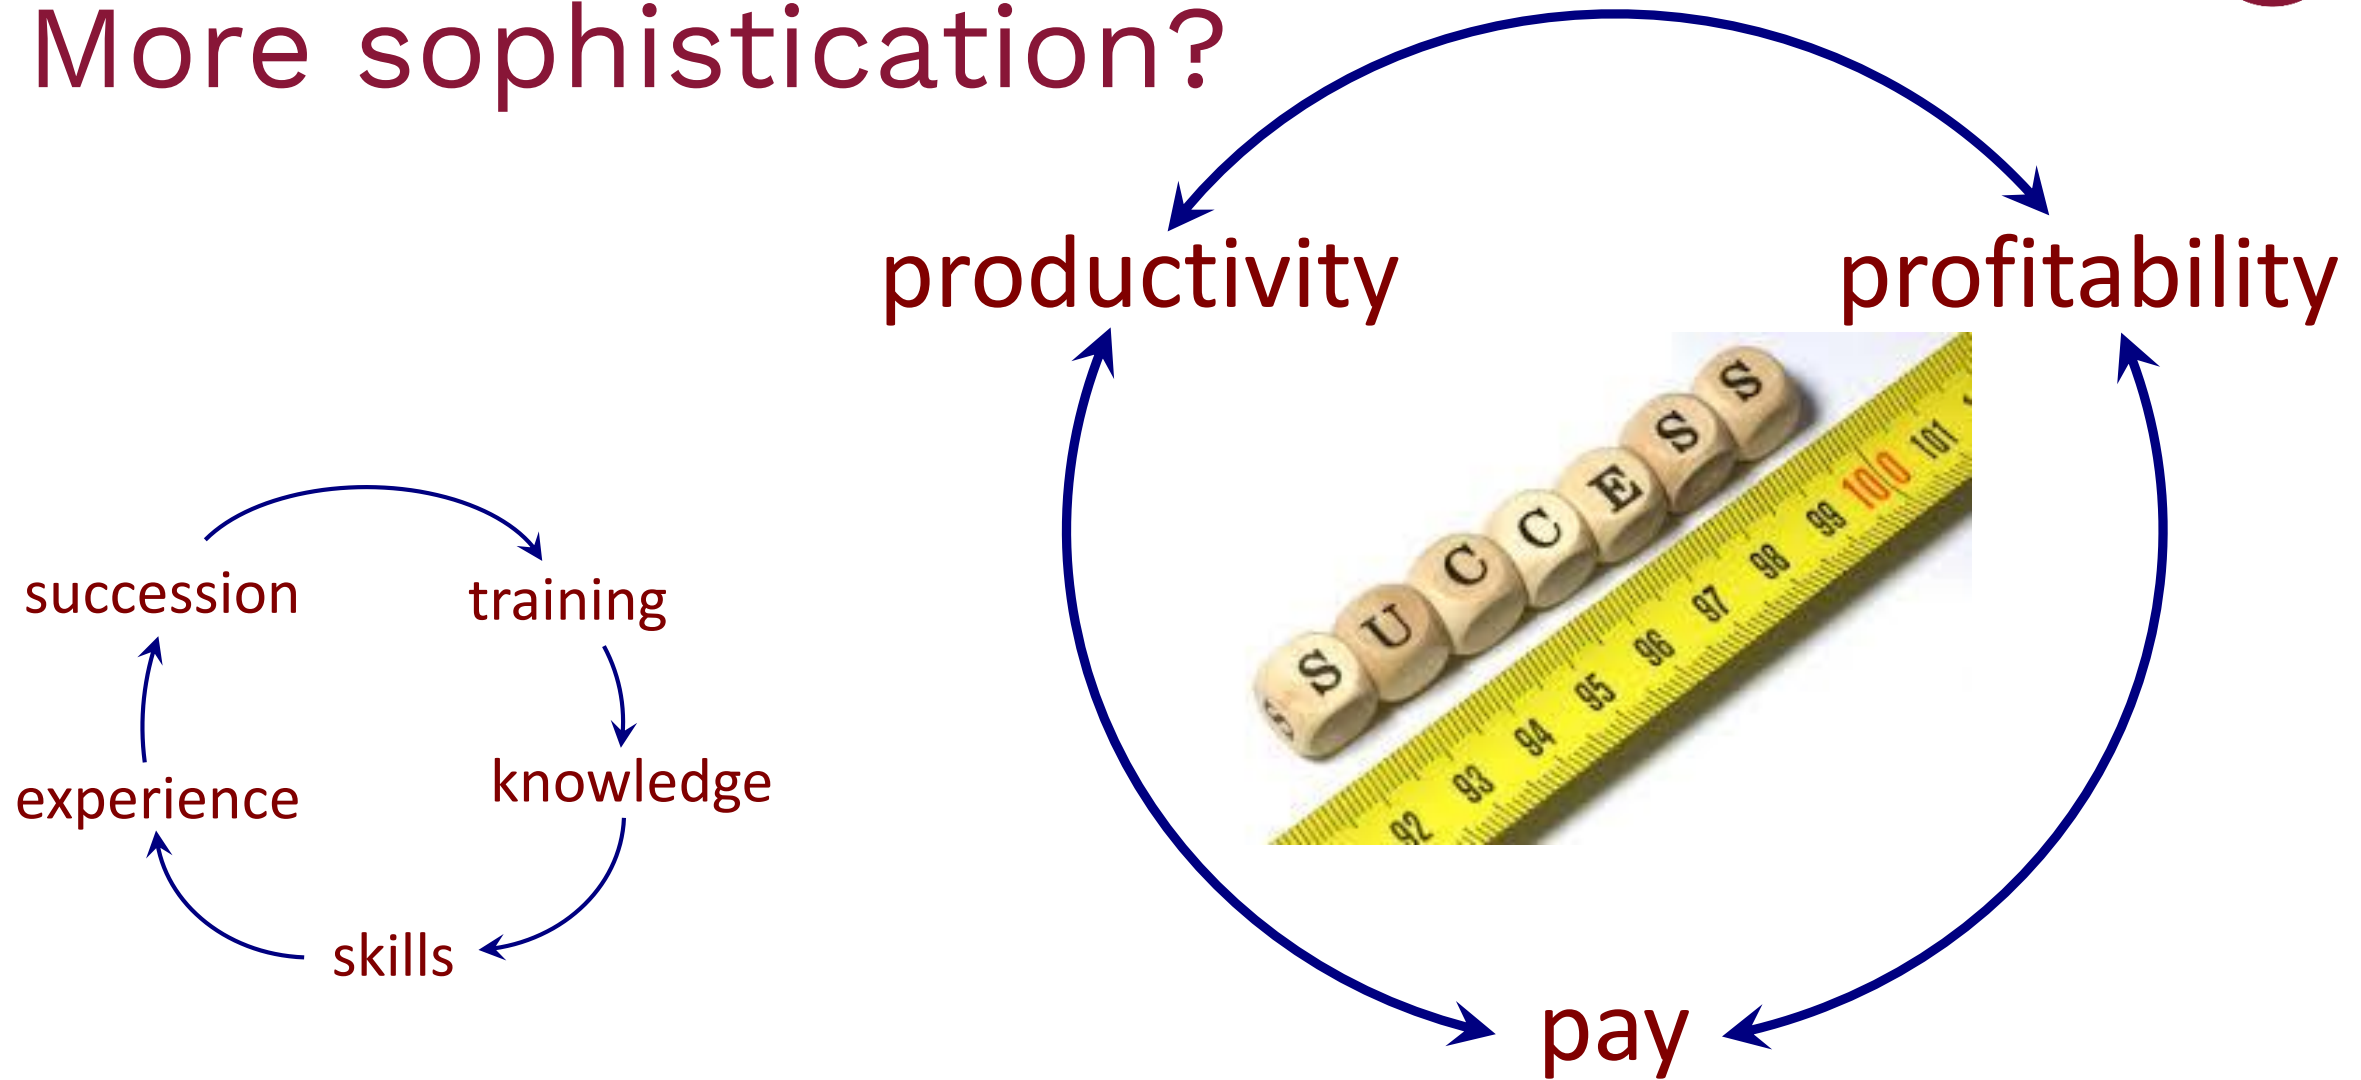 More sophistication?
productivity
profitability
succession
training
experience
knowledge
skills
pay
S U C C E S S
92 93 94 95 96 97 98 99 100 101